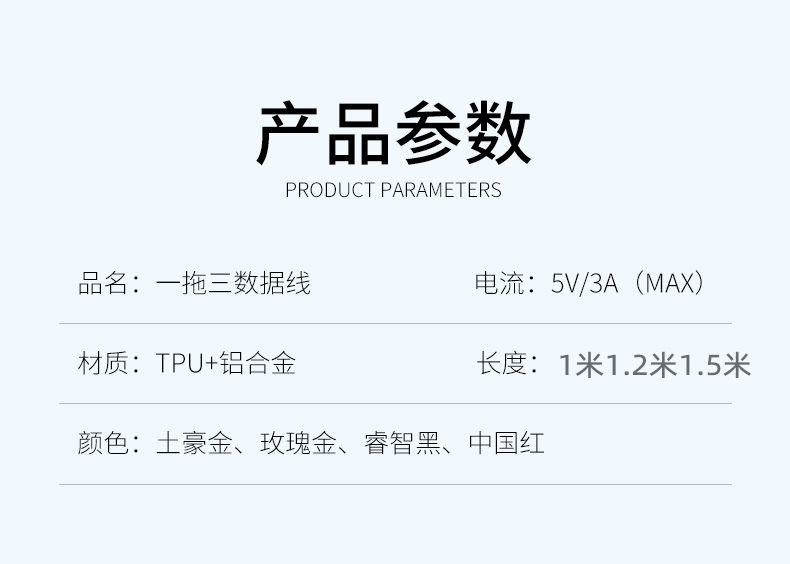 产品参数
PRODUCT PARAMETERS
品名：一拖三数据线 电流：5V/3A（MAX）
材质：TPU+铝合金 长度：1米1.2米1.5米
颜色：土豪金、玫瑰金、睿智黑、中国红